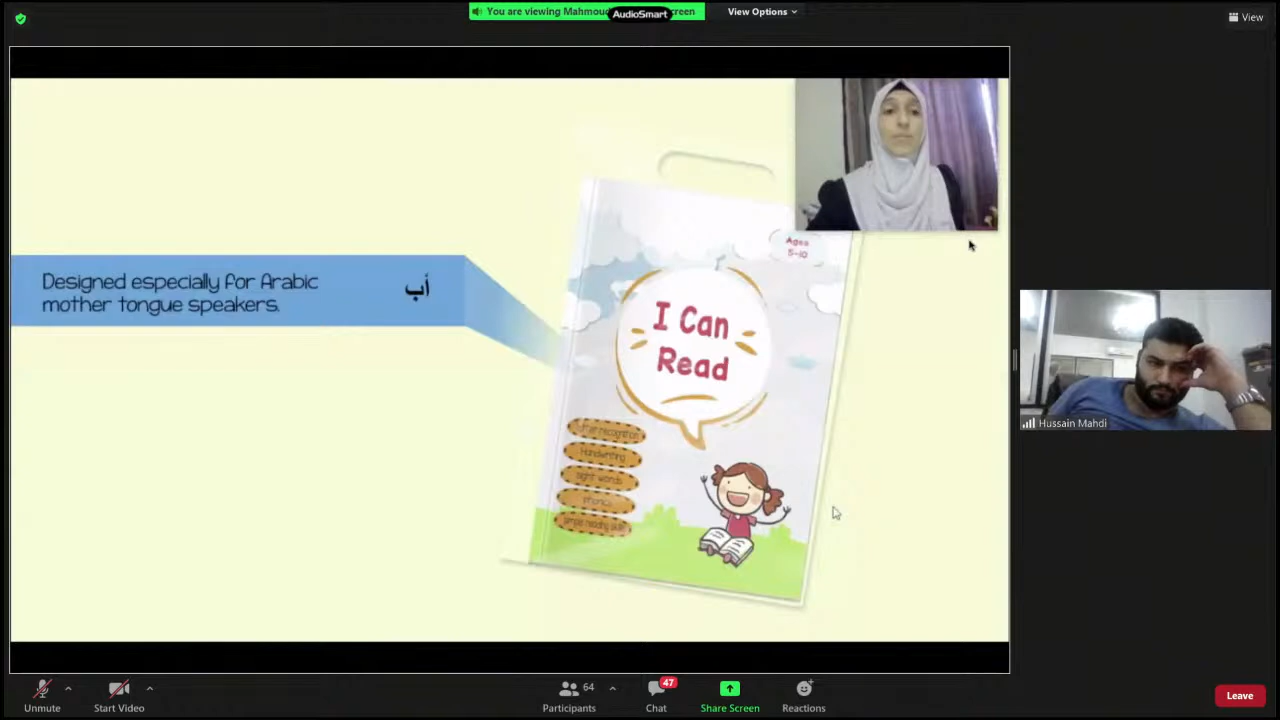 You are viewing Mahmoud
AudioSmart
screen
View Options
View
Designed especially for Arabic
mother tongue speakers.
أب
Ages
5-10
I Can
Read
letter recognition
Handwriting
sight words
phonics
simple reading skills
Hussain Mahdi
Unmute
Start Video
64
Participants
47
Chat
Share Screen
Reactions
Leave